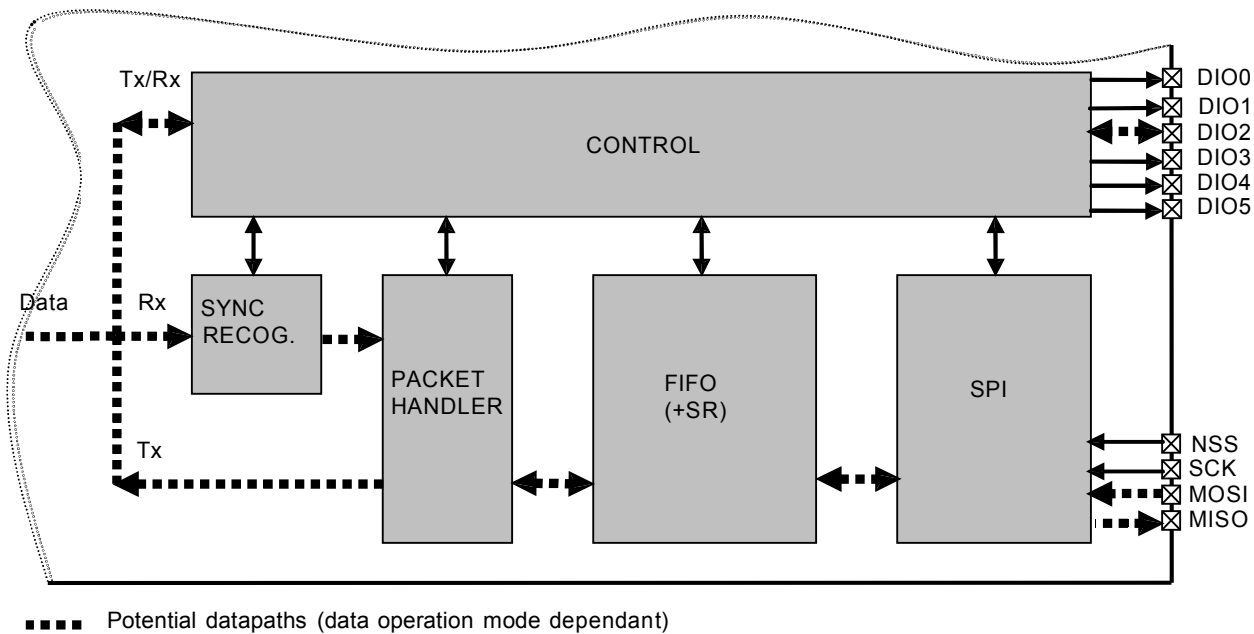 Tx/Rx
CONTROL
DIO0
DIO1
DIO2
DIO3
DIO4
DIO5
Data
Rx
SYNC
RECOG.
PACKET
HANDLER
FIFO
(+SR)
SPI
Tx
NSS
SCK
MOSI
MISO
Potential datapaths (data operation mode dependant)